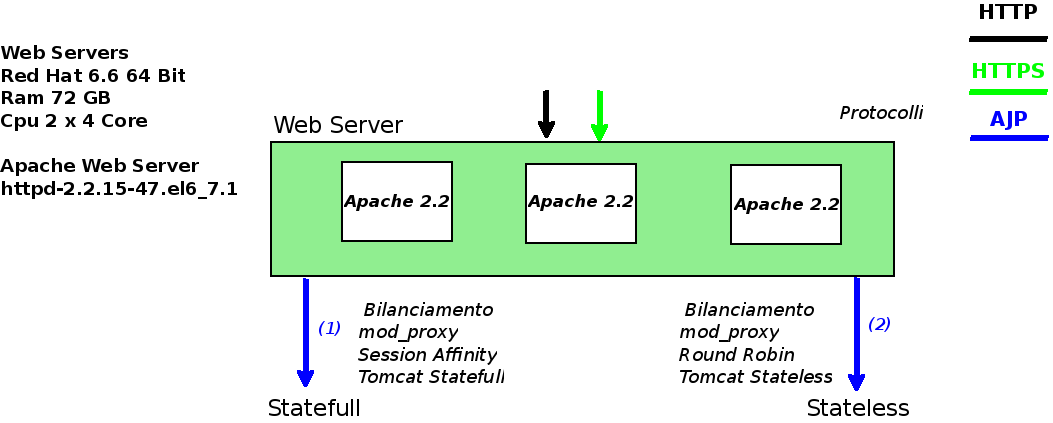 HTTP
HTTPS
AJP
Web Servers
Red Hat 6.6 64 Bit
Ram 72 GB
Cpu 2 x 4 Core
Apache Web Server
httpd-2.2.15-47.el6_7.1
Protocolli
Web Server
Apache 2.2
Apache 2.2
Apache 2.2
(1)
Bilanciamento
mod_proxy
Session Affinity
Tomcat Statefull
Bilanciamento
mod_proxy
Round Robin
Tomcat Stateless
(2)
Statefull
Stateless